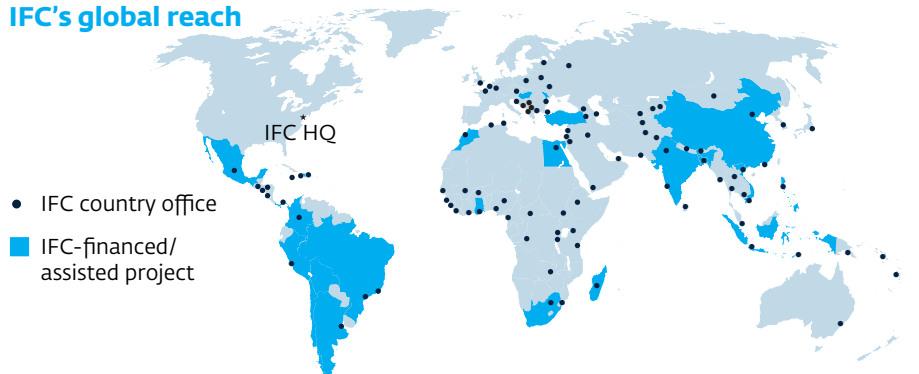 IFC's global reach
IFC HQ
IFC country office
IFC-financed/
assisted project